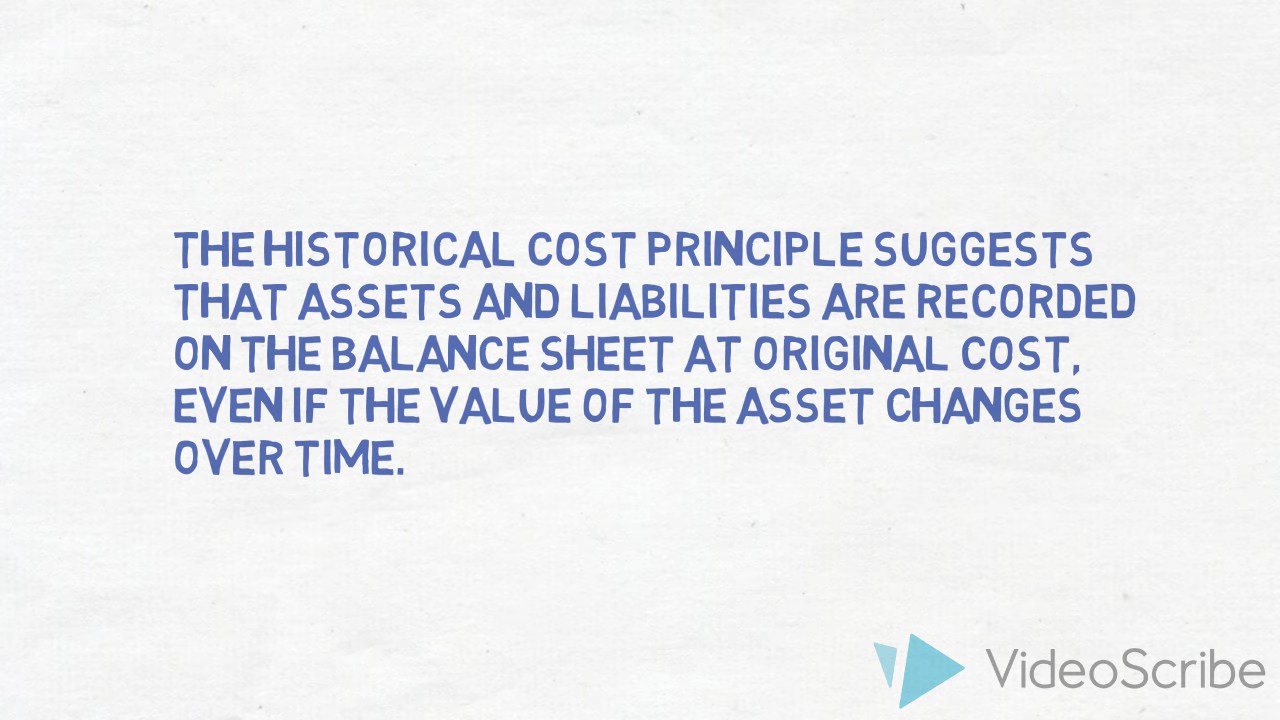 THE HISTORICAL COST PRINCIPLE SUGGESTS
THAT ASSETS AND LIABILITIES ARE RECORDED
ON THE BALANCE SHEET AT ORIGINAL COST,
EVEN IF THE VALUE OF THE ASSET CHANGES
OVER TIME.
VideoScribe